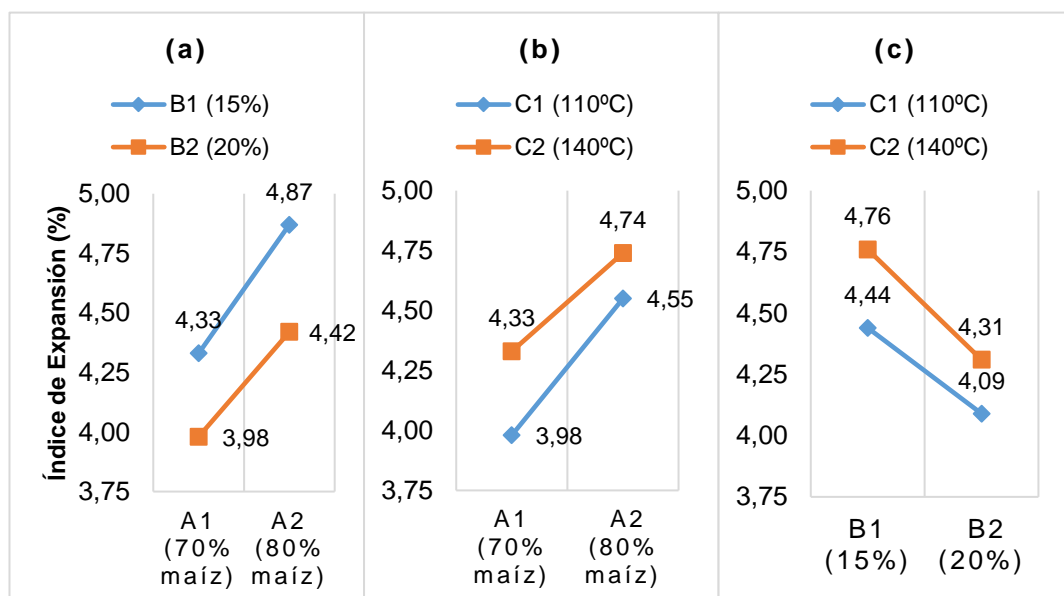 (a)
B1 (15%)
B2 (20%)
Índice de Expansión (%)
5,00
4,75
4,50
4,25
4,00
3,75
4,87
4,33
4,42
3,98
A1
(70%
maíz)
A2
(80%
maíz)
(b)
C1 (110ºC)
C2 (140ºC)
5,00
4,75
4,50
4,25
4,00
3,75
4,74
4,33
4,55
3,98
A1
(70%
maíz)
A2
(80%
maíz)
(c)
C1 (110ºC)
C2 (140ºC)
5,00
4,75
4,50
4,25
4,00
3,75
4,76
4,44
4,31
4,09
B1
(15%)
B2
(20%)